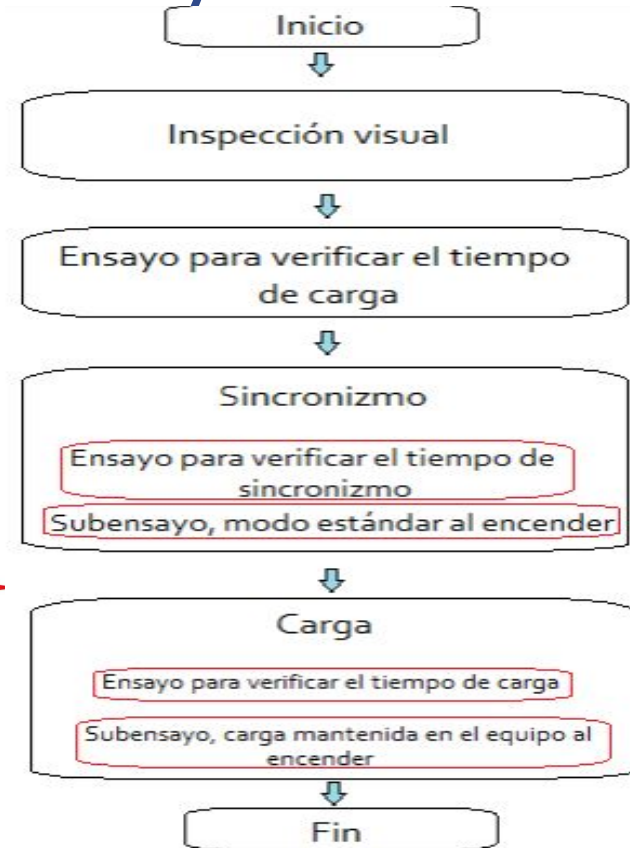 Inicio
Inspección visual
Ensayo para verificar el tiempo
de carga
Sincronizmo
Ensayo para verificar el tiempo de
sincronizmo
Subensayo, modo estándar al encender
Carga
Ensayo para verificar el tiempo de carga
Subensayo, carga mantenida en el equipo al
encender
Fin